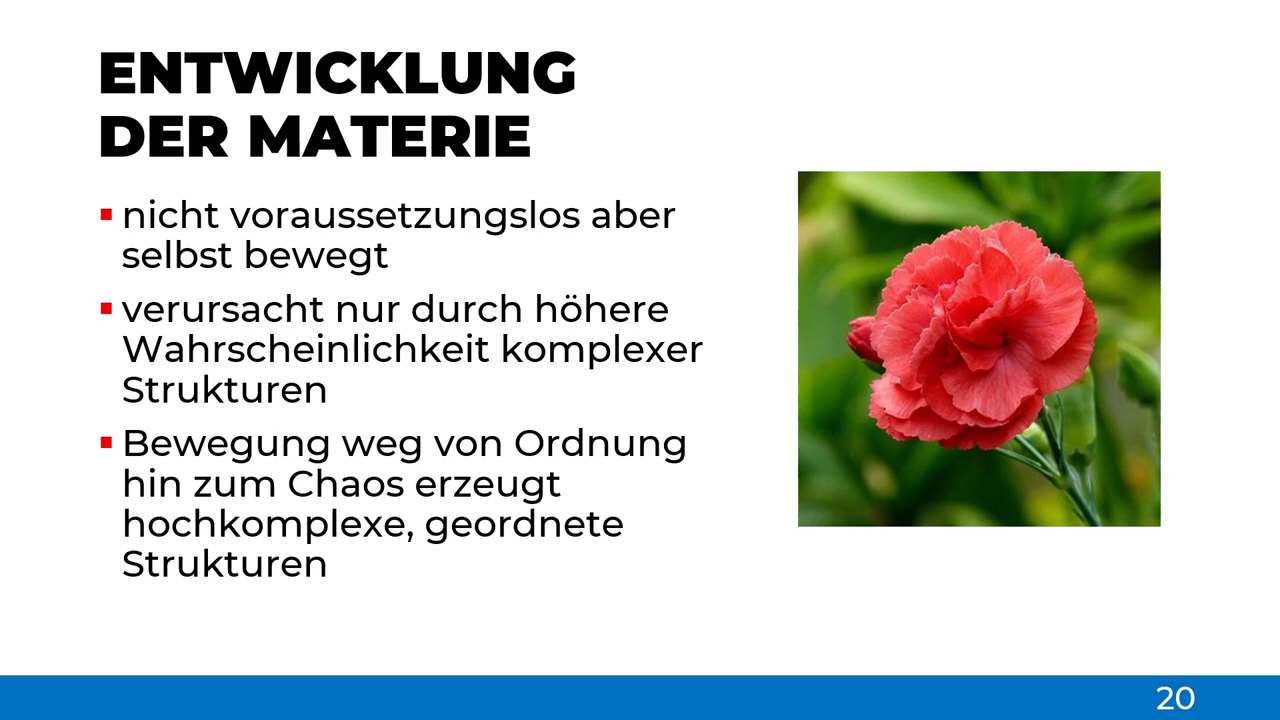 ENTWICKLUNG
DER MATERIE
▪ nicht voraussetzungslos aber
selbst bewegt
▪ verursacht nur durch höhere
Wahrscheinlichkeit komplexer
Strukturen
▪ Bewegung weg von Ordnung
hin zum Chaos erzeugt
hochkomplexe, geordnete
Strukturen
20